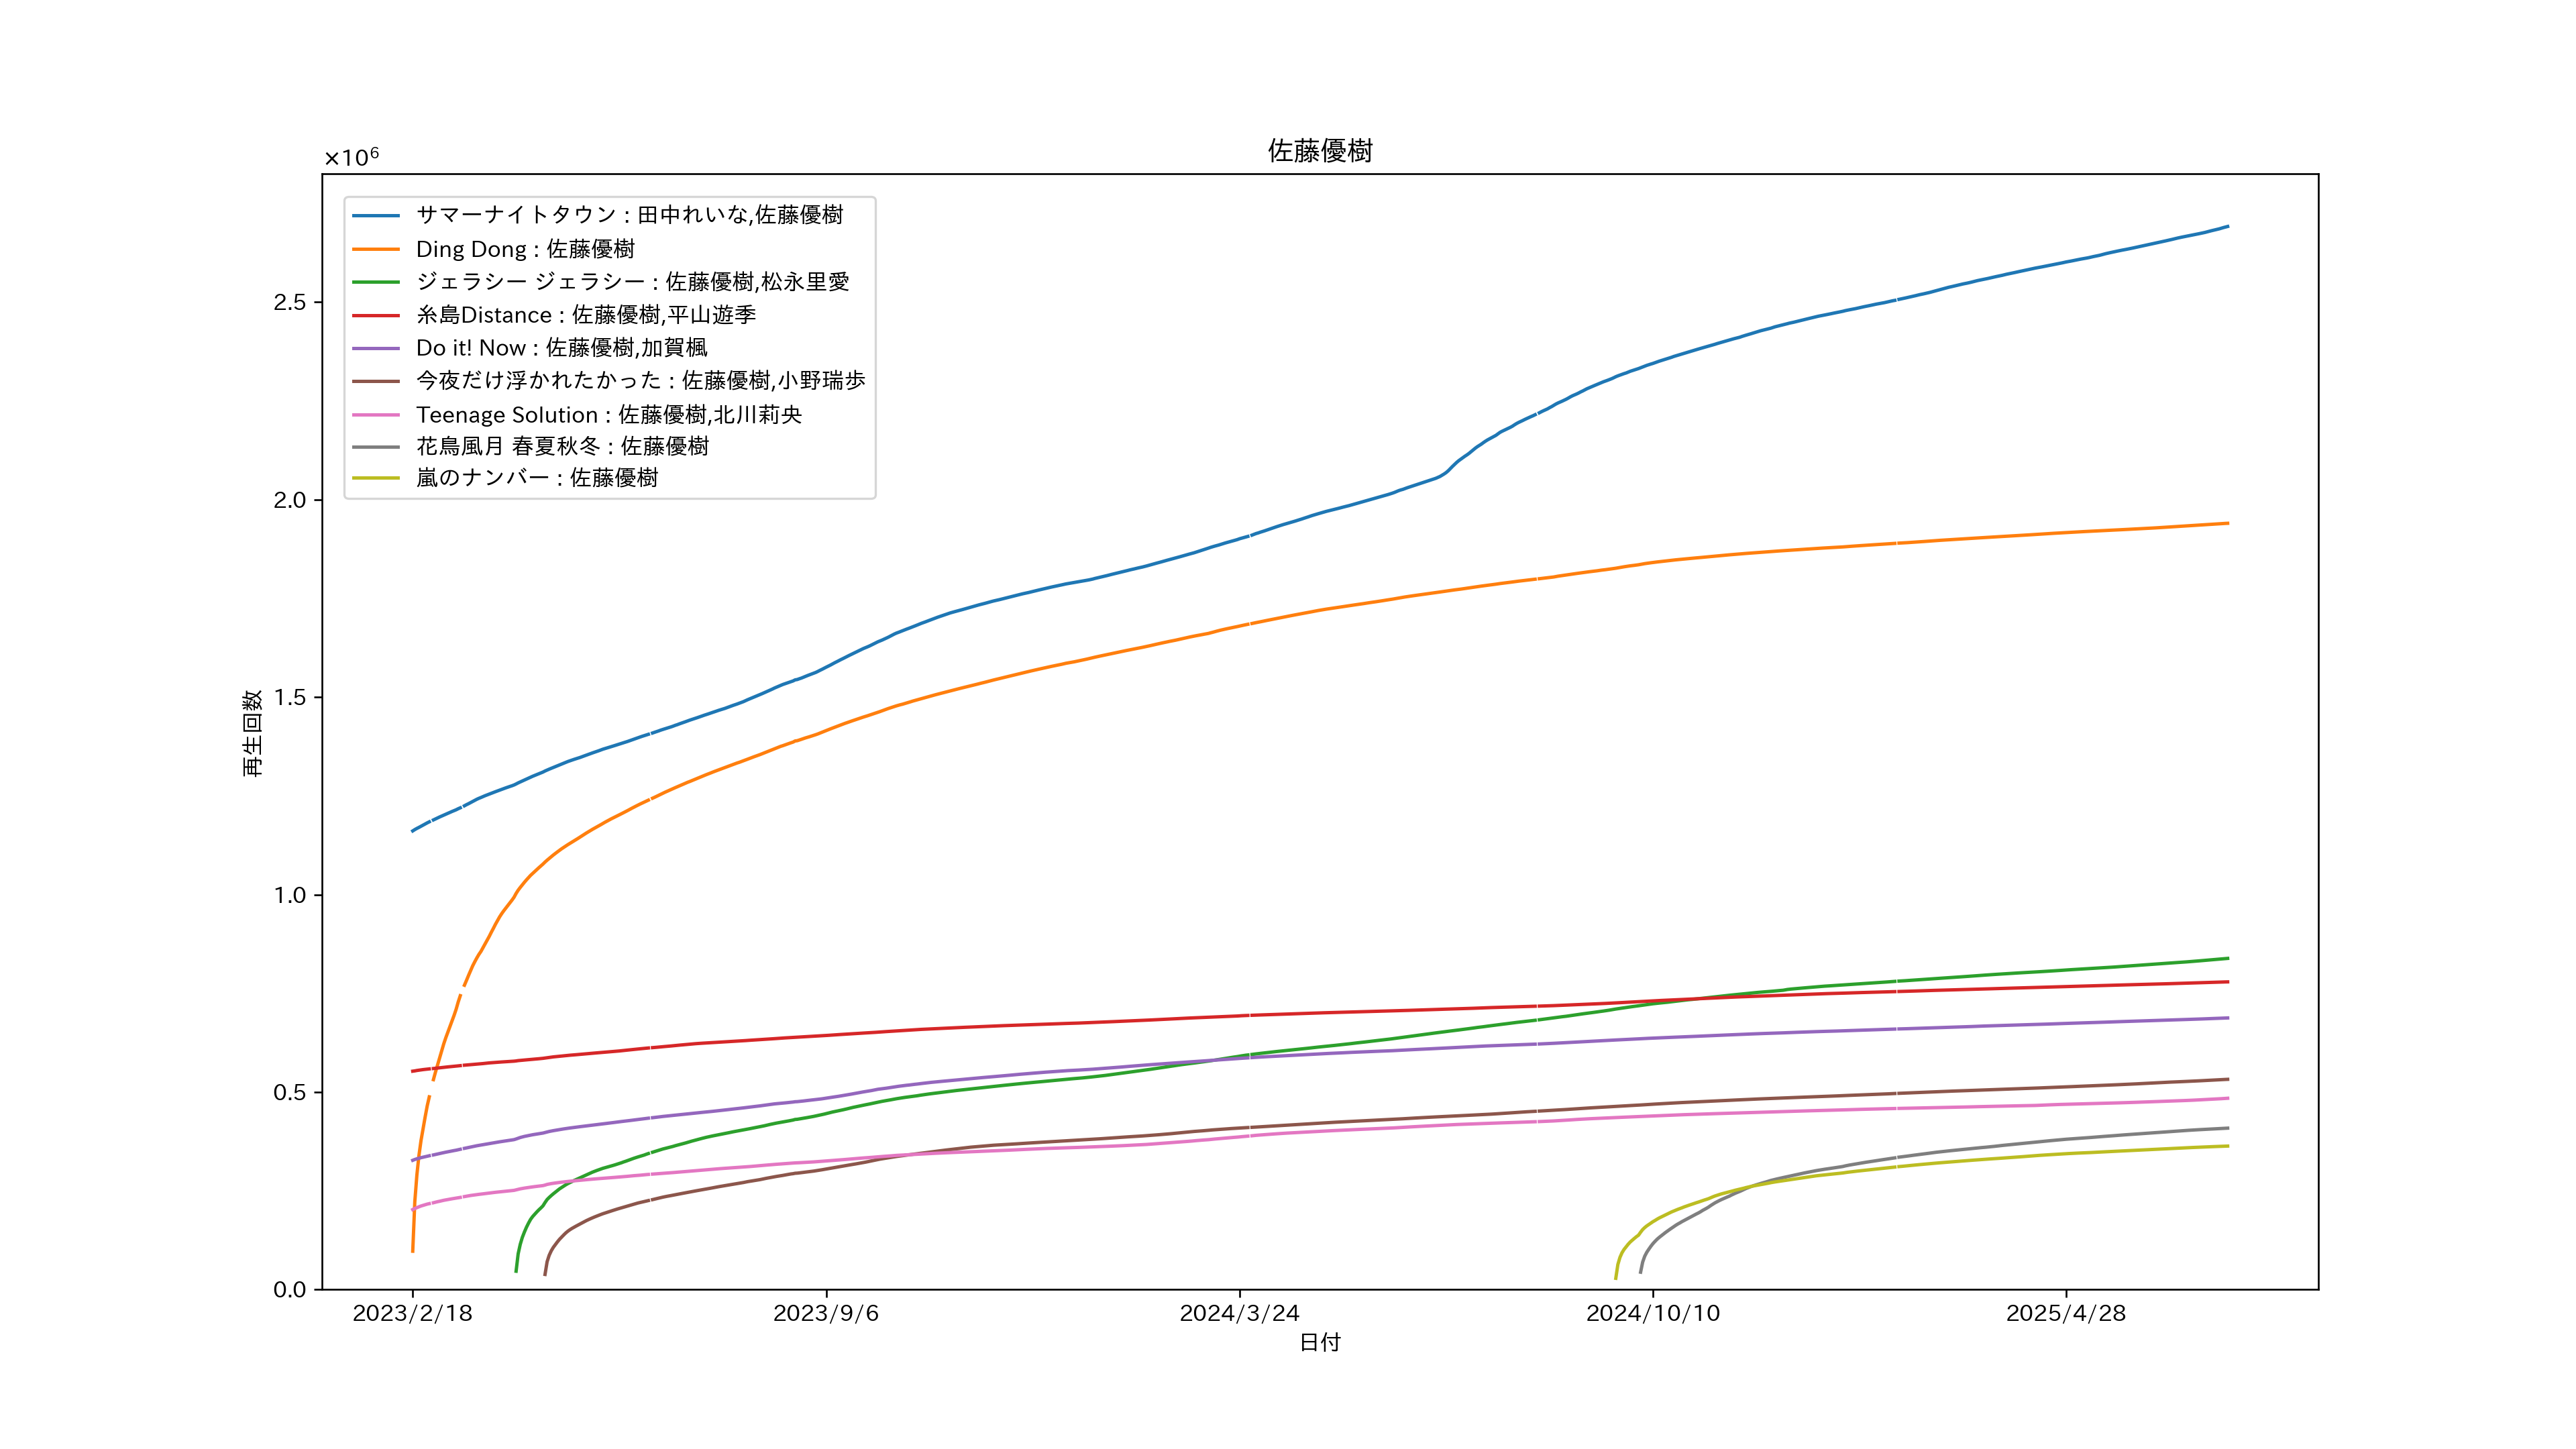 佐藤優樹
×10⁶
サマーナイトタウン : 田中れいな,佐藤優樹
Ding Dong : 佐藤優樹
ジェラシー ジェラシー : 佐藤優樹,松永里愛
糸島Distance : 佐藤優樹,平山遊季
Do it! Now : 佐藤優樹,加賀楓
今夜だけ浮かれたかった : 佐藤優樹,小野瑞歩
Teenage Solution : 佐藤優樹,北川莉央
花鳥風月 春夏秋冬 : 佐藤優樹
嵐のナンバー : 佐藤優樹
2.5
2.0
1.5
1.0
0.5
0.0
再生回数
2023/2/18 2023/9/6 2024/3/24 2024/10/10 2025/4/28
日付